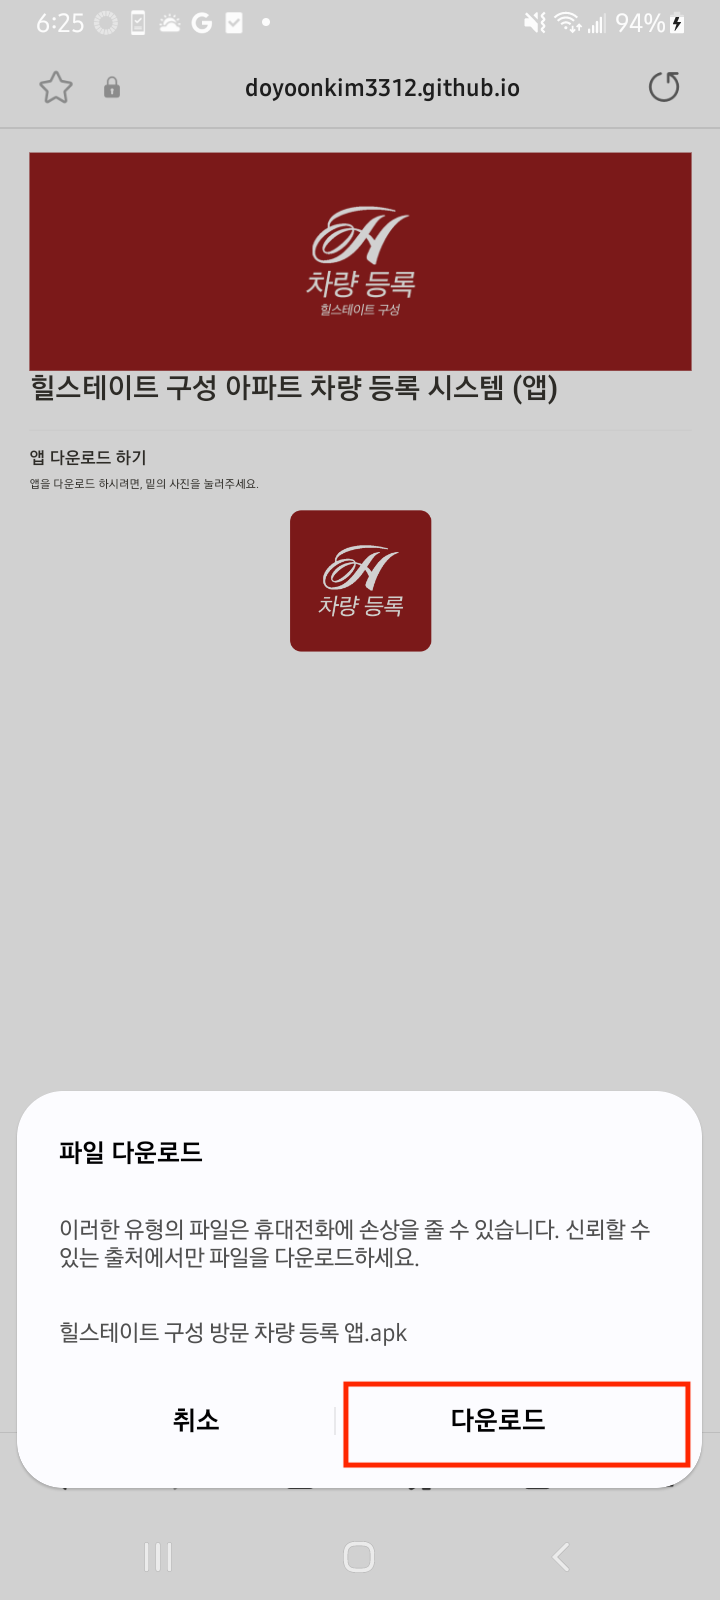 6:25
94%
doyoonkim3312.github.io
H
차량 등록
힐스테이트 구성
힐스테이트 구성 아파트 차량 등록 시스템 (앱)
앱 다운로드 하기
앱을 다운로드 하시려면, 밑의 사진을 눌러주세요.
H
차량 등록
파일 다운로드
이러한 유형의 파일은 휴대전화에 손상을 줄 수 있습니다. 신뢰할 수
있는 출처에서만 파일을 다운로드하세요.
힐스테이트 구성 방문 차량 등록 앱.apk
취소
다운로드